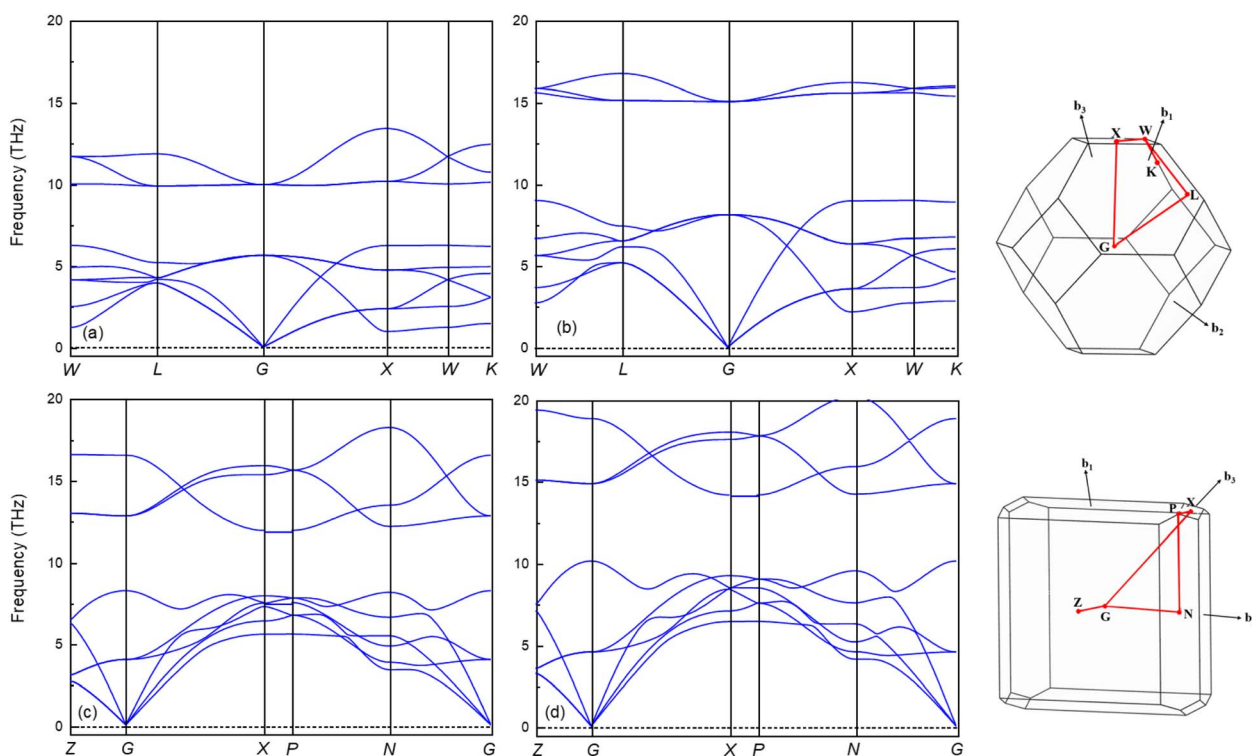 20
15
10
5
0
Frequency (THz)
(a)
W L G X W K
20
15
10
5
0
(b)
W L G X W K
b₃
b₁
X W
K
L
G
b₂
20
15
10
5
0
Frequency (THz)
(c)
Z G X P N G
20
15
10
5
0
(d)
Z G X P N G
b₁
b₃
P X
Z
G
N
b